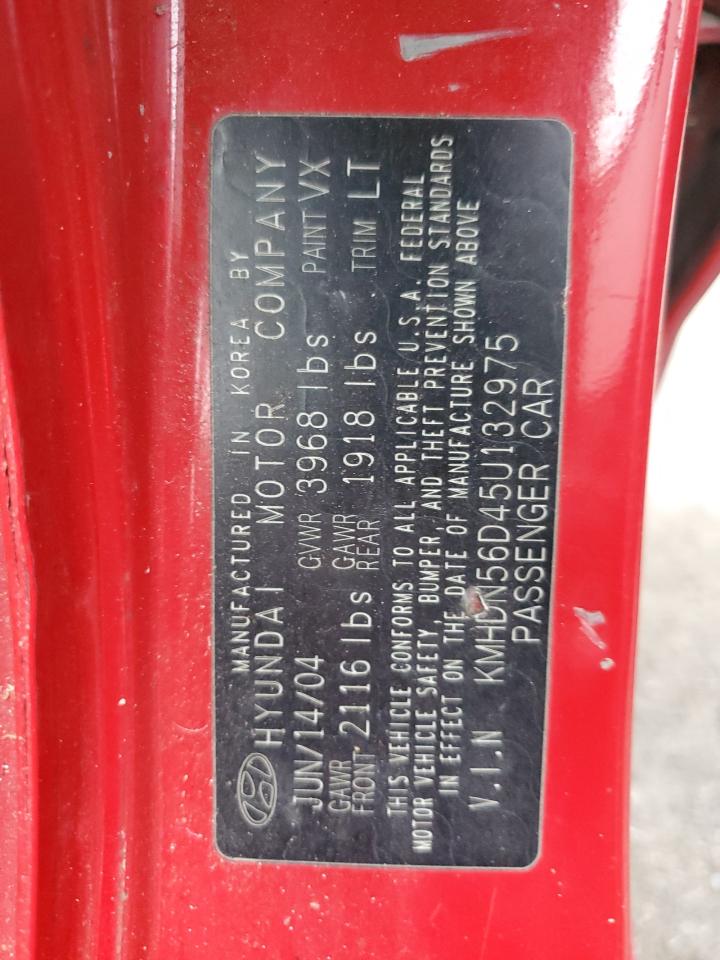 MANUFACTURED IN KOREA BY
HYUNDAI MOTOR COMPANY
JUN/14/04 GVWR 3968 lbs PAINT VX
GAWR FRONT 2116 lbs GAWR REAR 1918 lbs TRIM LT
THIS VEHICLE CONFORMS TO ALL APPLICABLE U.S.A. FEDERAL
MOTOR VEHICLE SAFETY, BUMPER, AND THEFT PREVENTION STANDARDS
IN EFFECT ON THE DATE OF MANUFACTURE SHOWN ABOVE
V.I.N KMHDN56D45U132975
PASSENGER CAR